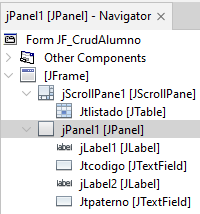 jPanel1 [JPanel] - Navigator
Form JF_CrudAlumno
Other Components
[JFrame]
jScrollPane1 [JScrollPane]
Jtlistado [JTable]
jPanel1 [JPanel]
label jLabel1 [JLabel]
Jtcodigo [JTextField]
label jLabel2 [JLabel]
Jtpaterno [JTextField]